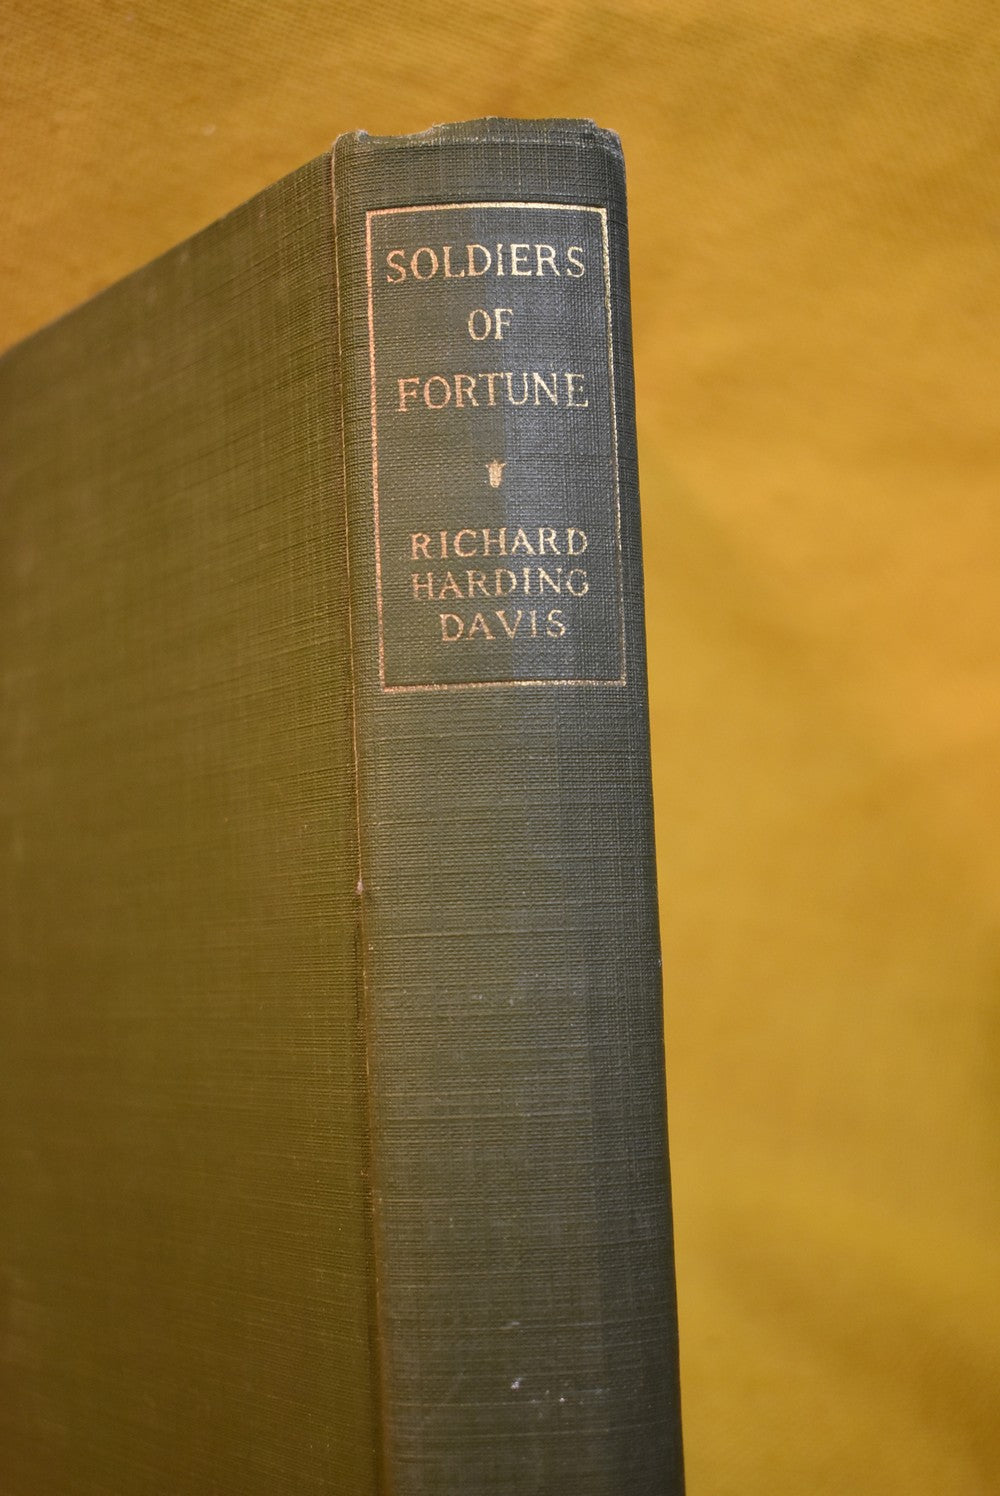 SOLDIERS
OF
FORTUNE
RICHARD
HARDING
DAVIS